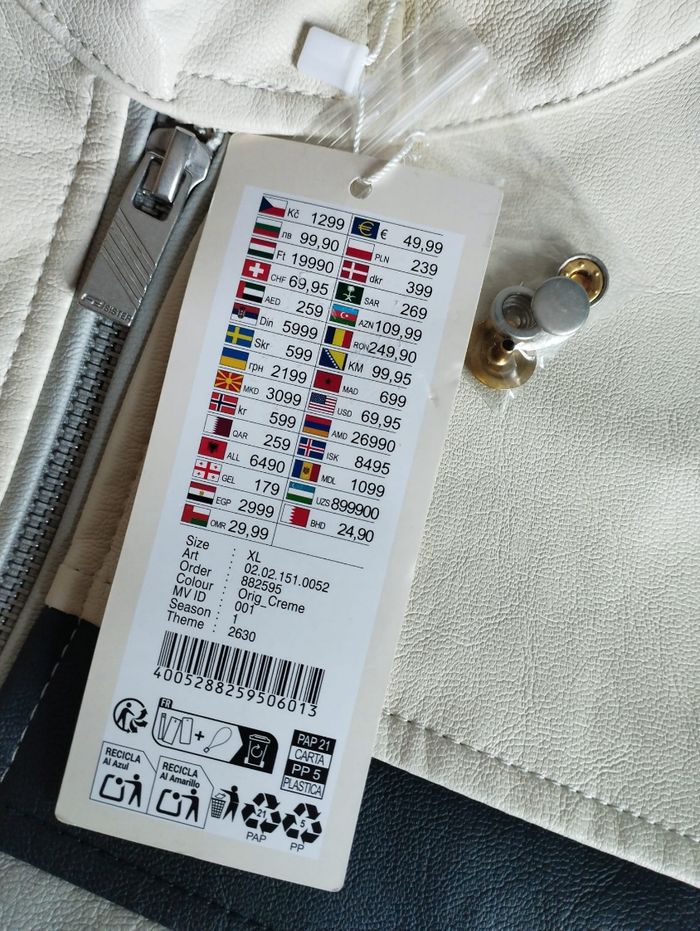 SISTER
Kč 1299 € 49,99
лв 99,90 PLN 239
Ft 19990 dkr 399
CHF 69,95 SAR 269
AED 259 AZN 109,99
Din 5999 RON 249,90
Skr 599 KM 99,95
грн 2199 MAD 699
MKD 3099 USD 69,95
kr 599 AMD 26990
QAR 259 ISK 8495
ALL 6490 MDL 1099
GEL 179 UZS 899900
EGP 2999 BHD 24,90
OMR 29,99
Size : XL
Art : 02.02.151.0052
Order : 882595
Colour : Orig_Creme
MV ID : 001
Season : 1
Theme : 2630
4005288259506013
FR
PAP 21
CARTA
PP 5
PLASTICA
RECICLA
Al Azul
RECICLA
Al Amarillo
21
PAP
5
PP